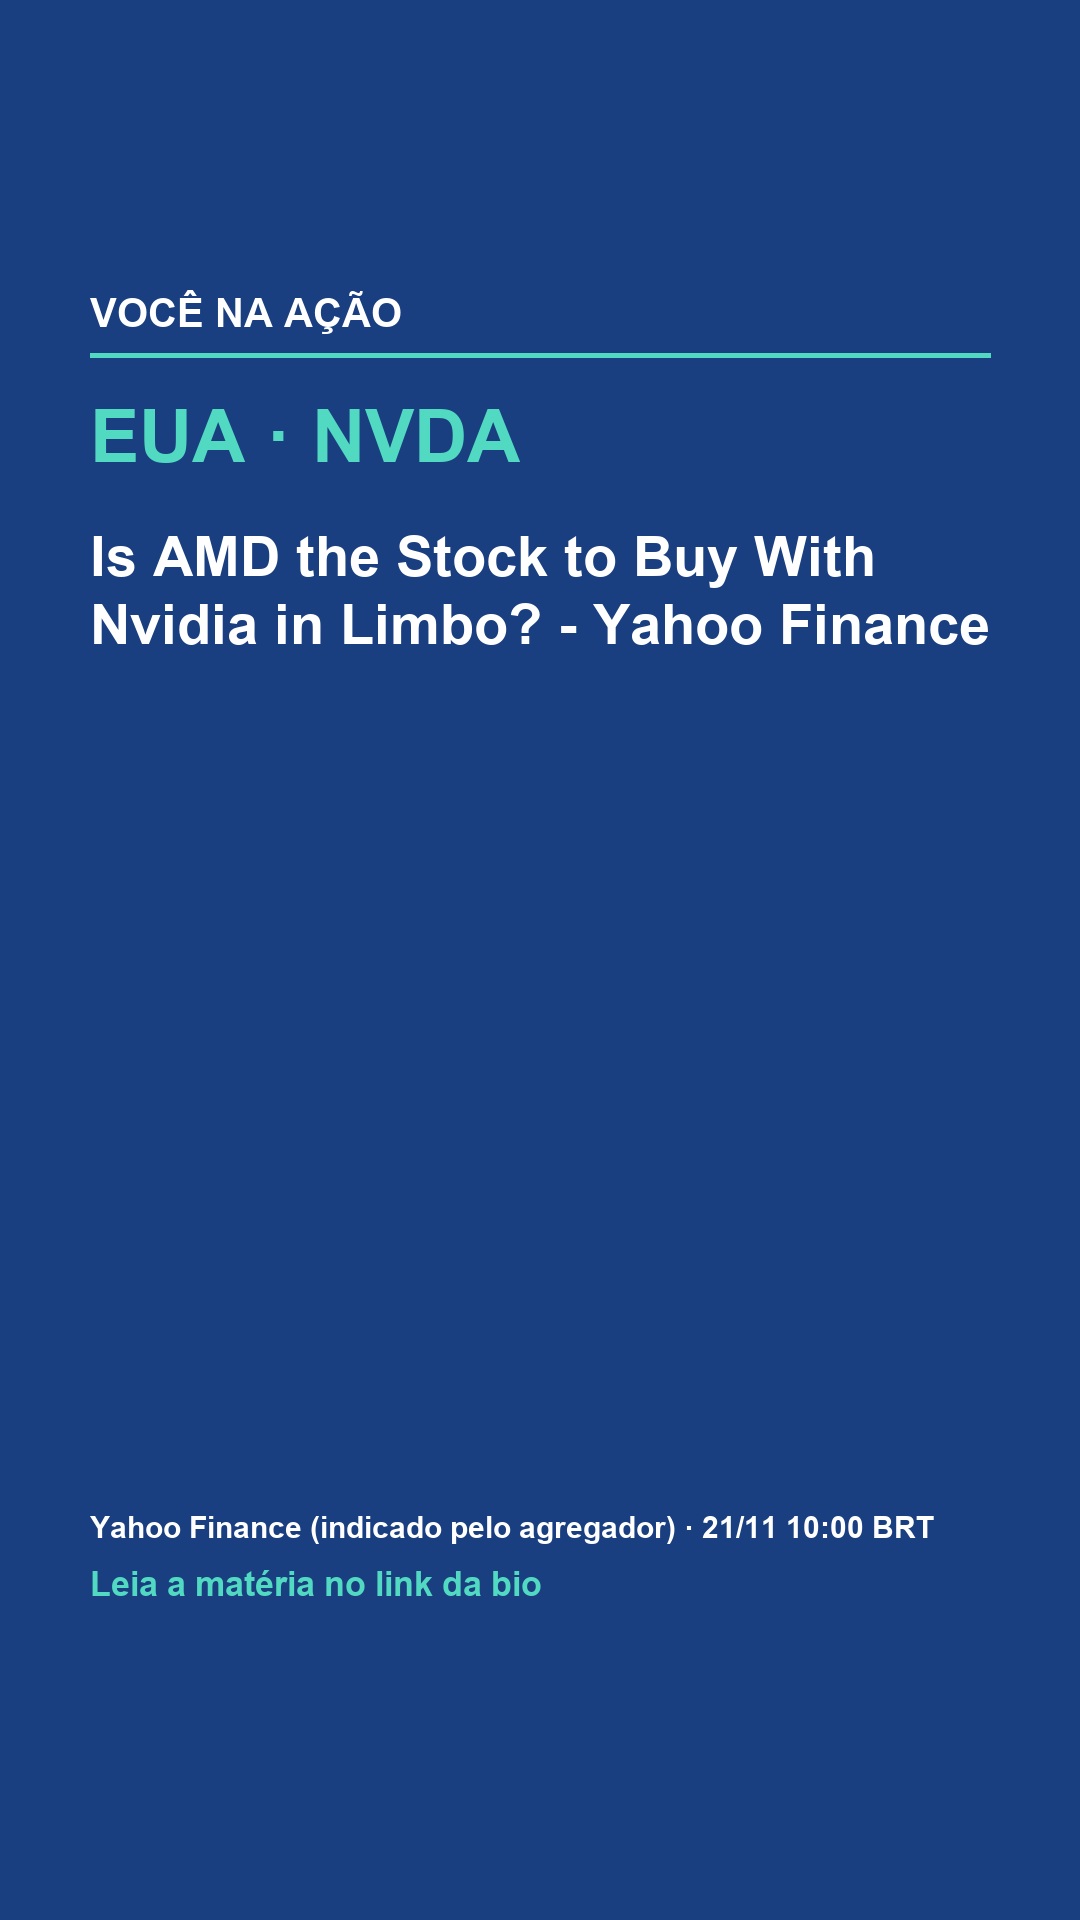 VOCÊ NA AÇÃO
EUA · NVDA
Is AMD the Stock to Buy With
Nvidia in Limbo? - Yahoo Finance
Yahoo Finance (indicado pelo agregador) · 21/11 10:00 BRT
Leia a matéria no link da bio